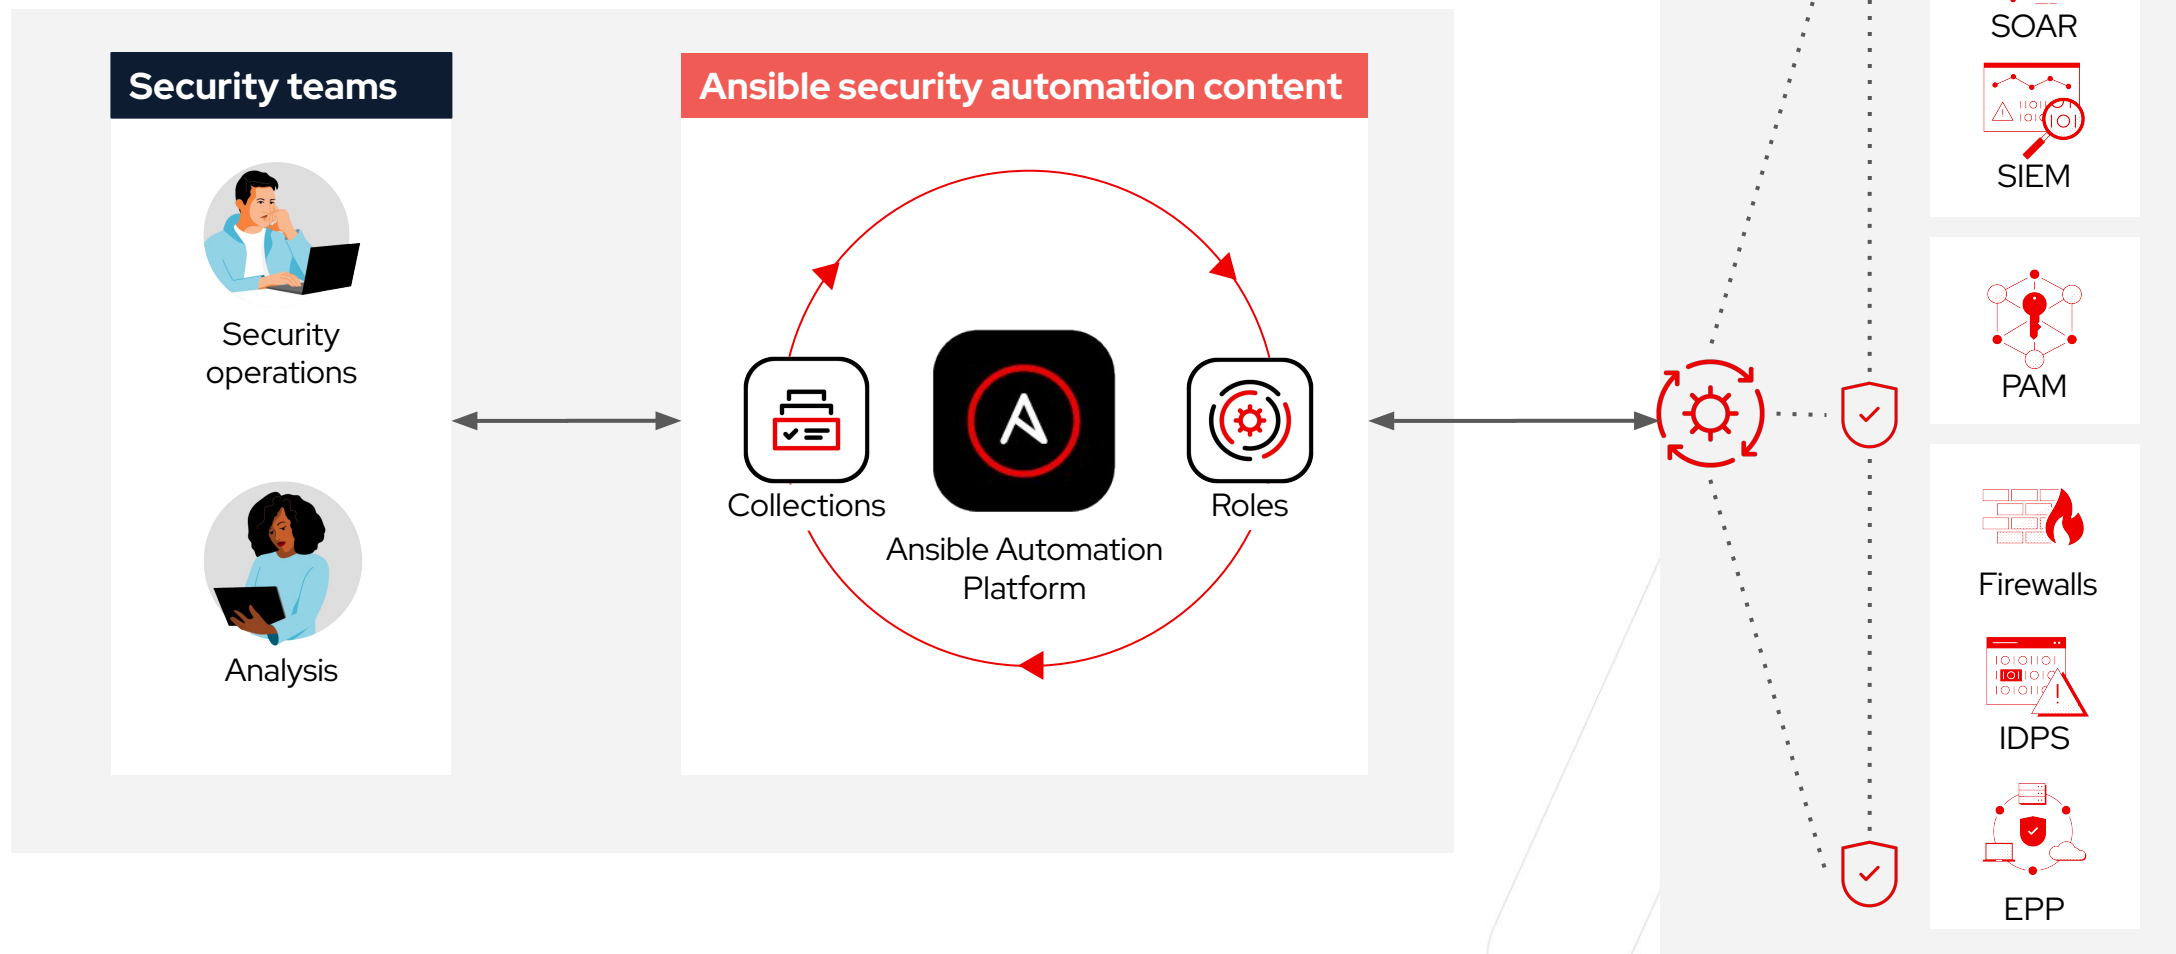 Security teams
Security
operations
Analysis
Ansible security automation content
Collections
Ansible Automation
Platform
Roles
SOAR
SIEM
PAM
Firewalls
IDPS
EPP